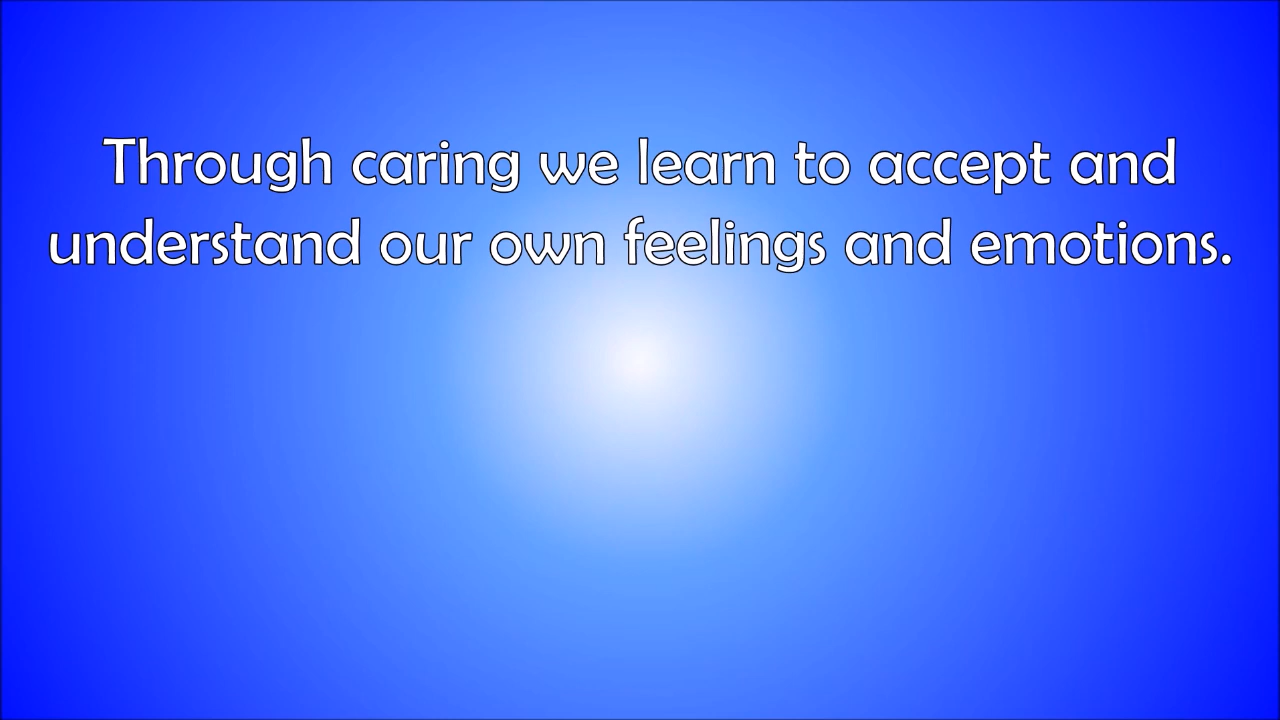 Through caring we learn to accept and
understand our own feelings and emotions.